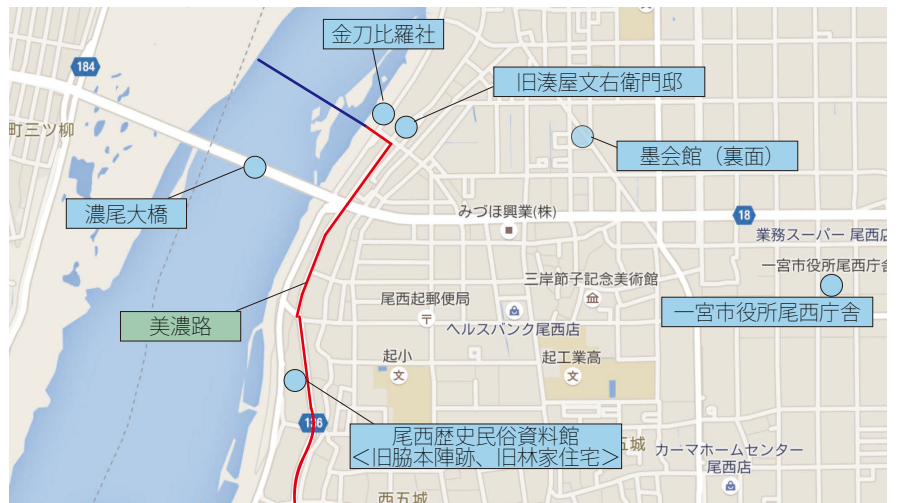 金刀比羅社
184
旧湊屋文右衛門邸
町三ツ柳
墨会館（裏面）
濃尾大橋
みづほ興業(株)
18
業務スーパー 尾西店
一宮市役所尾西庁舎
三岸節子記念美術館
一宮市役所尾西庁舎
尾西起郵便局
美濃路
ヘルスバンク尾西店
起小
文
起工業高
文
136
尾西歴史民俗資料館
＜旧脇本陣跡、旧林家住宅＞
五城
カーマホームセンター
尾西店
西五城